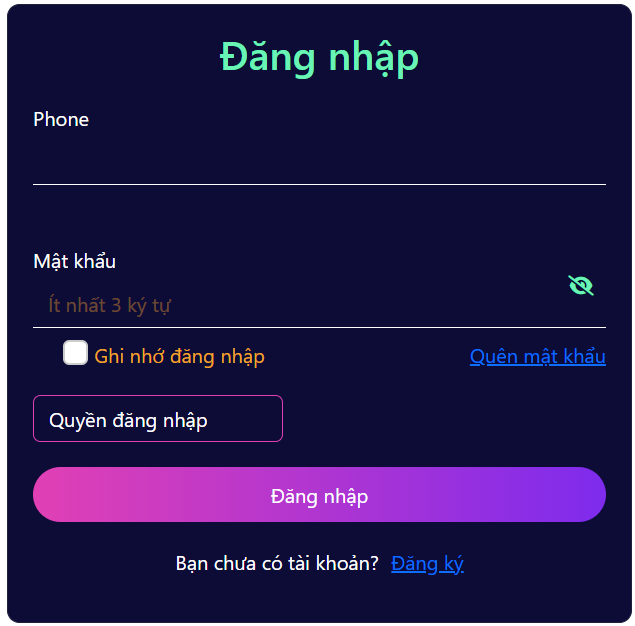 Đăng nhập
Phone
Mật khẩu
Ít nhất 3 ký tự
Ghi nhớ đăng nhập Quên mật khẩu
Quyền đăng nhập
Đăng nhập
Bạn chưa có tài khoản? Đăng ký